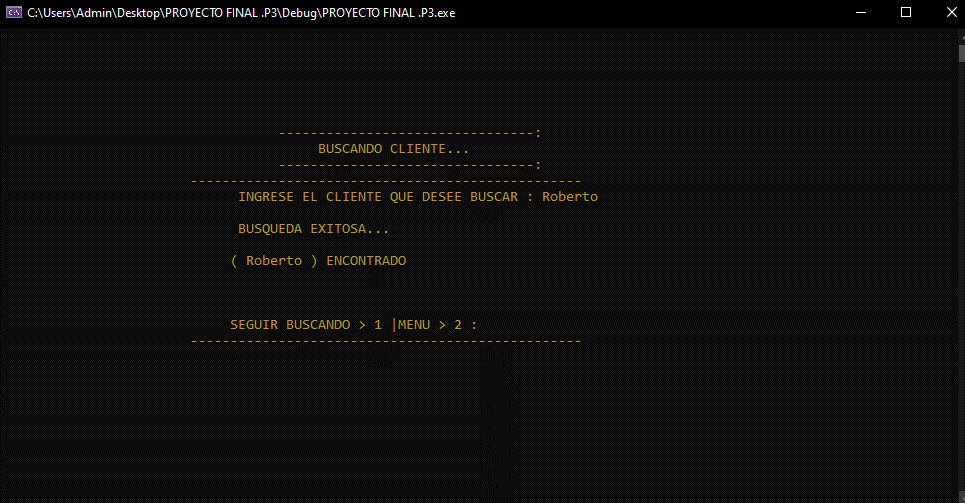 C:\Users\Admin\Desktop\PROYECTO FINAL .P3\Debug\PROYECTO FINAL .P3.exe
--------------------------------:
BUSCANDO CLIENTE...
--------------------------------:
-------------------------------------------------
INGRESE EL CLIENTE QUE DESEE BUSCAR : Roberto
BUSQUEDA EXITOSA...
( Roberto ) ENCONTRADO
SEGUIR BUSCANDO > 1 |MENU > 2 :
-------------------------------------------------